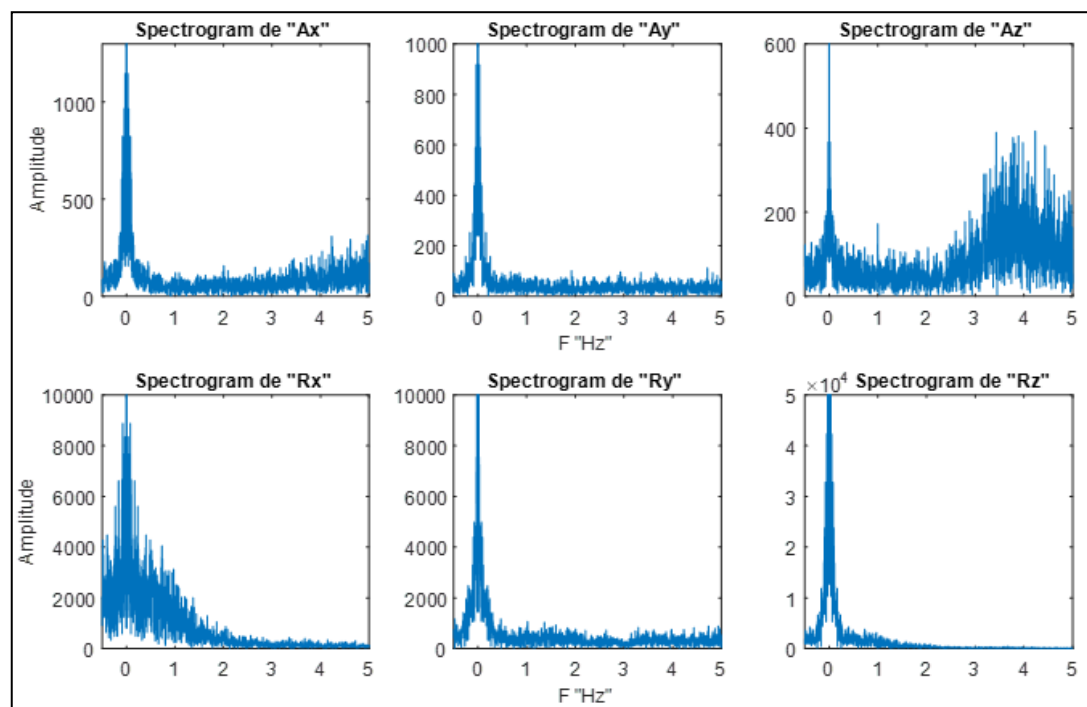 Spectrogram de "Ax"
Amplitude
1000
500
0
0 1 2 3 4 5
Spectrogram de "Ay"
1000
800
600
400
200
0
0 1 2 3 4 5
F "Hz"
Spectrogram de "Az"
600
400
200
0
0 1 2 3 4 5
Spectrogram de "Rx"
Amplitude
10000
8000
6000
4000
2000
0
0 1 2 3 4 5
Spectrogram de "Ry"
10000
8000
6000
4000
2000
0
0 1 2 3 4 5
F "Hz"
×10⁴ Spectrogram de "Rz"
5
4
3
2
1
0
0 1 2 3 4 5